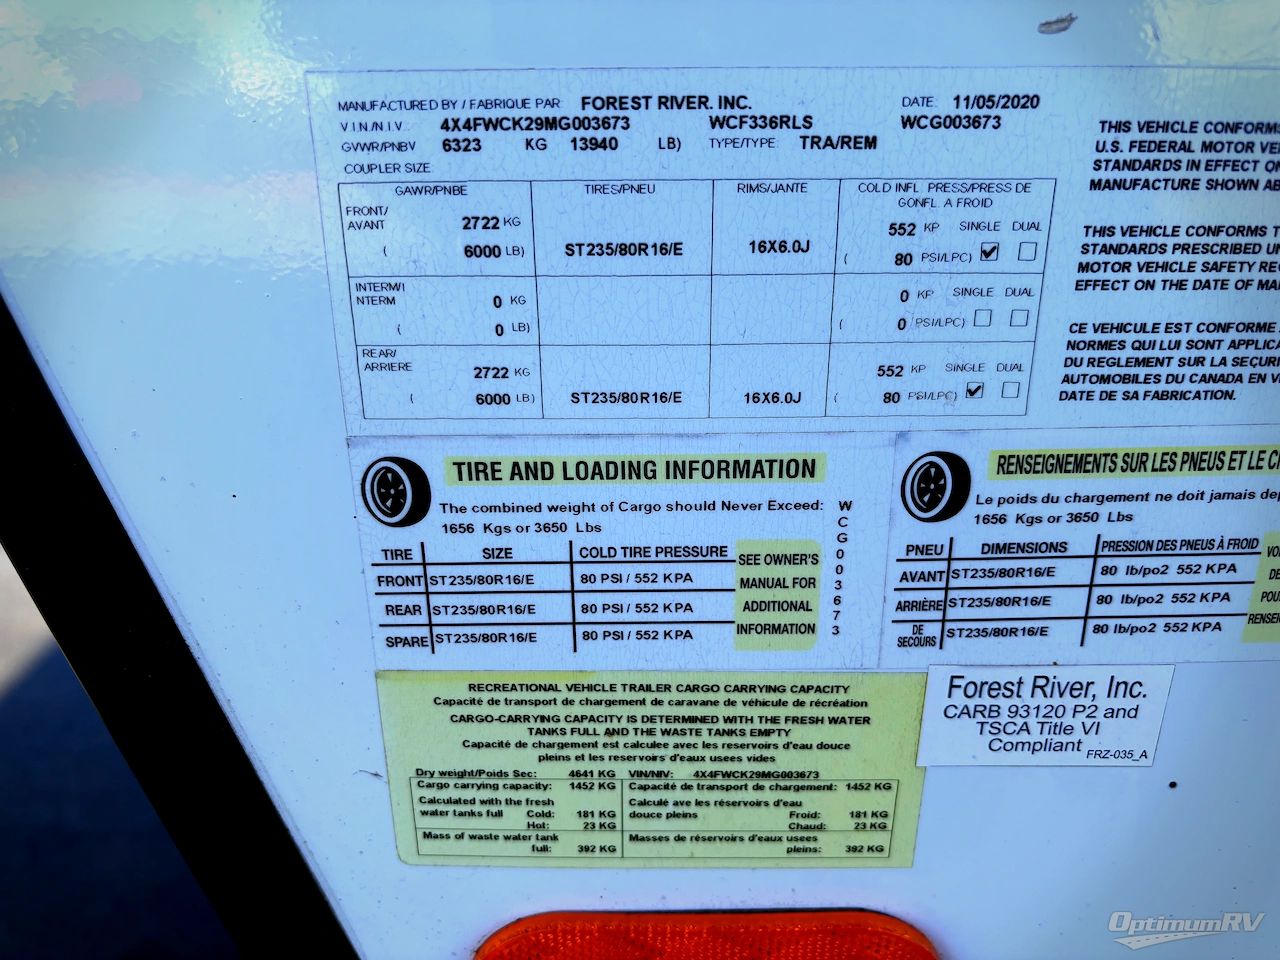 MANUFACTURED BY / FABRIQUE PAR FOREST RIVER, INC. DATE 11/05/2020
V.I.N./N.I.V. 4X4FWCK29MG003673 WCF336RLS WCG003673
GVWR/PNBV 6323 KG 13940 LB) TYPE/TYPE TRA/REM
COUPLER SIZE
GAWR/PNBE TIRES/PNEU RIMS/JANTE COLD INFL. PRESS/PRESS DE
GONFL. A FROID
FRONT/
AVANT 2722 KG 552 KP SINGLE DUAL
( 6000 LB) ST235/80R16/E 16X6.0J ( 80 PSI/LPC)
INTERM/I
NTERM 0 KG 0 KP SINGLE DUAL
( 0 LB) ( 0 PSI/LPC)
REAR/
ARRIERE 2722 KG 552 KP SINGLE DUAL
( 6000 LB) ST235/80R16/E 16X6.0J ( 80 PSI/LPC)
THIS VEHICLE CONFORMS
U.S. FEDERAL MOTOR VE
STANDARDS IN EFFECT ON
MANUFACTURE SHOWN AB
THIS VEHICLE CONFORMS T
STANDARDS PRESCRIBED UN
MOTOR VEHICLE SAFETY REG
EFFECT ON THE DATE OF MAN
CE VEHICULE EST CONFORME
NORMES QUI LUI SONT APPLICA
DU REGLEMENT SUR LA SEÇURI
AUTOMOBILES DU CANADA EN VI
DATE DE SA FABRICATION.
TIRE AND LOADING INFORMATION
The combined weight of Cargo should Never Exceed:
1656 Kgs or 3650 Lbs
TIRE SIZE COLD TIRE PRESSURE
FRONT ST235/80R16/E 80 PSI / 552 KPA
REAR ST235/80R16/E 80 PSI / 552 KPA
SPARE ST235/80R16/E 80 PSI / 552 KPA
SEE OWNER'S
MANUAL FOR
ADDITIONAL
INFORMATION
WCG003673
RENSEIGNEMENTS SUR LES PNEUS ET LE C
Le poids du chargement ne doit jamais dep
1656 Kgs or 3650 Lbs
PNEU DIMENSIONS PRESSION DES PNEUS À FROID
AVANT ST235/80R16/E 80 lb/po2 552 KPA
ARRIÈRE ST235/80R16/E 80 lb/po2 552 KPA
DE
SECOURS ST235/80R16/E 80 lb/po2 552 KPA
VO
DE
POU
RENSEI
RECREATIONAL VEHICLE TRAILER CARGO CARRYING CAPACITY
Capacité de transport de chargement de caravane de véhicule de récréation
CARGO-CARRYING CAPACITY IS DETERMINED WITH THE FRESH WATER
TANKS FULL AND THE WASTE TANKS EMPTY
Capacité de chargement est calculee avec les reservoirs d'eau douce
pleins et les reservoirs d'eaux usees vides
Dry weight/Poids Sec: 4641 KG VIN/NIV: 4X4FWCK29MG003673
Cargo carrying capacity: 1452 KG Capacité de transport de chargement: 1452 KG
Calculated with the fresh Calculé ave les réservoirs d'eau
water tanks full Cold: 181 KG douce pleins Froid: 181 KG
Hot: 23 KG Chaud: 23 KG
Mass of waste water tank Masses de réservoirs d'eaux usees
full: 392 KG pleins: 392 KG
Forest River, Inc.
CARB 93120 P2 and
TSCA Title VI
Compliant FRZ-035_A
OptimumRV